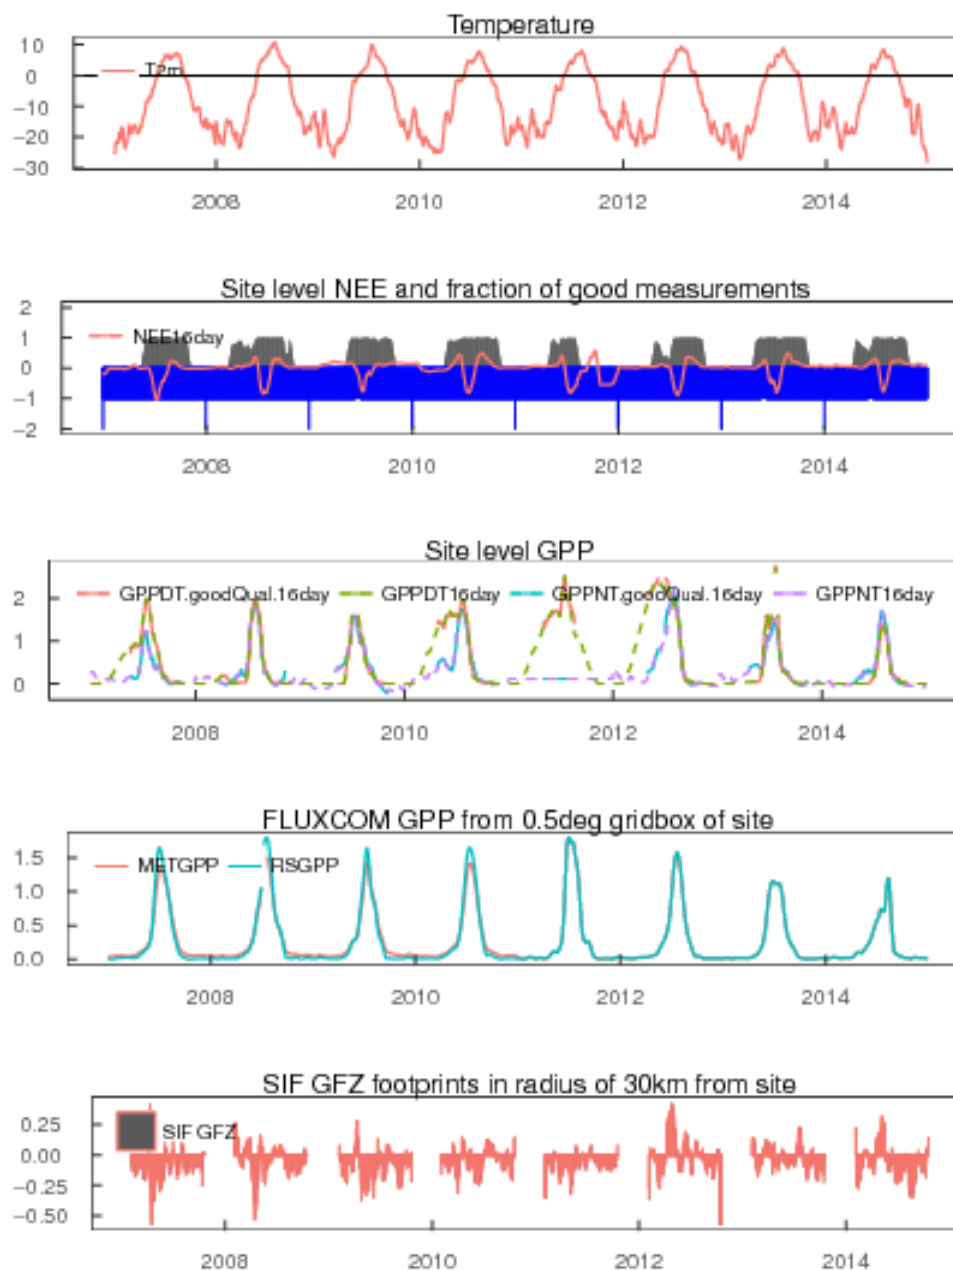 Temperature
10
T2m
0
−10
−20
−30
2008 2010 2012 2014
Site level NEE and fraction of good measurements
2
1
NEE16day
0
−1
−2
2008 2010 2012 2014
Site level GPP
GPPDT.goodQual.16day GPPDT16day GPPNT.goodQual.16day GPPNT16day
2
1
0
2008 2010 2012 2014
FLUXCOM GPP from 0.5deg gridbox of site
1.5
METGPP RSGPP
1.0
0.5
0.0
2008 2010 2012 2014
SIF GFZ footprints in radius of 30km from site
0.25
SIF GFZ
0.00
−0.25
−0.50
2008 2010 2012 2014